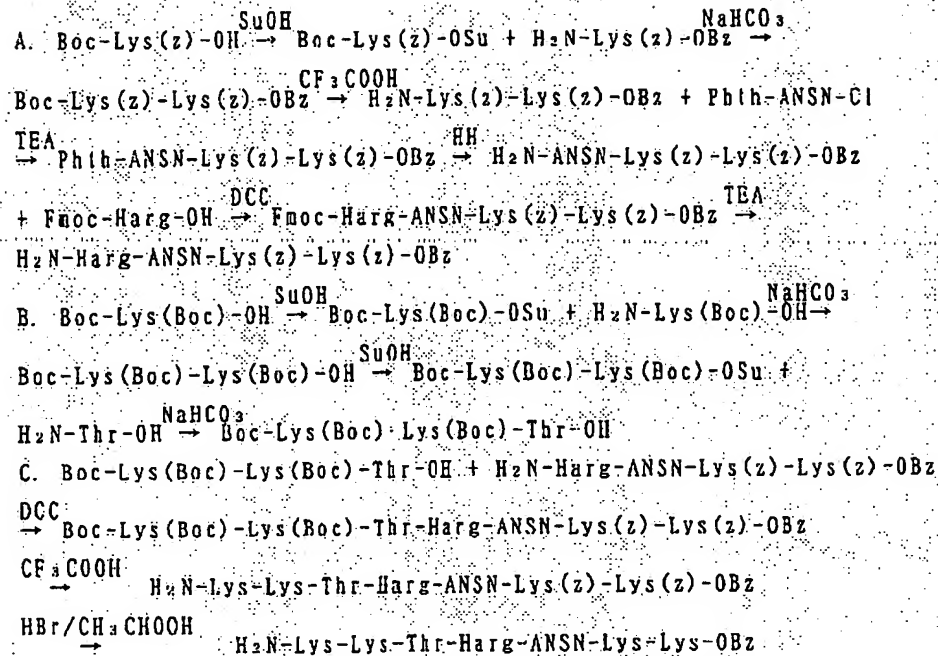 A. Boc-Lys(z)-OH SuOH→ Boc-Lys(z)-OSu + H₂N-Lys(z)-OBz NaHCO₃→
Boc-Lys(z)-Lys(z)-OBz CF₃COOH→ H₂N-Lys(z)-Lys(z)-OBz + Phth-ANSN-Cl
TEA→ Phth-ANSN-Lys(z)-Lys(z)-OBz HH→ H₂N-ANSN-Lys(z)-Lys(z)-OBz
+ Fmoc-Harg-OH DCC→ Fmoc-Harg-ANSN-Lys(z)-Lys(z)-OBz TEA→
H₂N-Harg-ANSN-Lys(z)-Lys(z)-OBz
B. Boc-Lys(Boc)-OH SuOH→ Boc-Lys(Boc)-OSu + H₂N-Lys(Boc)-OH NaHCO₃→
Boc-Lys(Boc)-Lys(Boc)-OH SuOH→ Boc-Lys(Boc)-Lys(Boc)-OSu +
H₂N-Thr-OH NaHCO₃→ Boc-Lys(Boc)·Lys(Boc)-Thr-OH
C. Boc-Lys(Boc)-Lys(Boc)-Thr-OH + H₂N-Harg-ANSN-Lys(z)-Lys(z)-OBz
DCC→ Boc-Lys(Boc)-Lys(Boc)-Thr-Harg-ANSN-Lys(z)-Lys(z)-OBz
CF₃COOH→ H₂N-Lys-Lys-Thr-Harg-ANSN-Lys(z)-Lys(z)-OBz
HBr/CH₃CHOOH→ H₂N-Lys-Lys-Thr-Harg-ANSN-Lys-Lys-OBz